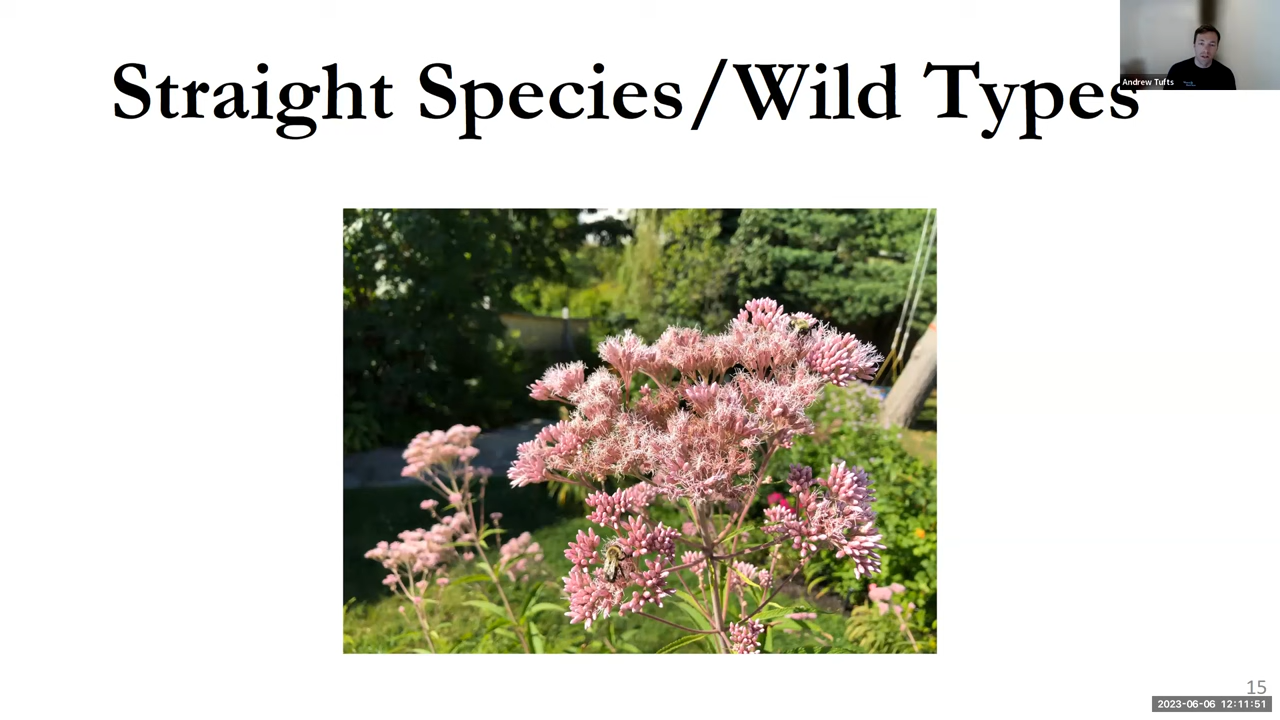 Straight Species/Wild Types
Andrew Tufts
15
2023-06-06 12:11:51